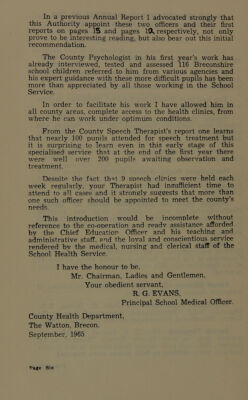 In a previous Annual Report I advocated strongly that
this Authority appoint these two officers and their first
reports on pages 15 and pages 19, respectively, not only
prove to be interesting reading, but also bear out this initial
recommendation.
The County Psychologist in his first year's work has
already interviewed, tested and assessed 116 Breconshire
school children referred to him from various agencies and
his expert guidance with these more difficult pupils has been
more than appreciated by all those working in the School
Service.
In order to facilitate his work I have allowed him in
all county areas, complete access to the health clinics, from
where he can work under optimum conditions.
From the County Speech Therapist's report one learns
that nearly 100 pupils attended for speech treatment but
it is surprising to learn even in this early stage of this
specialised service that at the end of the first year there
were well over 200 pupils awaiting observation and
treatment.
Despite the fact that 9 speech clinics were held each
week regularly, your Therapist had insufficient time to
attend to all cases and it strongly suggests that more than
one such officer should be appointed to meet the county's
needs.
This introduction would be incomplete without
reference to the co-operation and ready assistance afforded
by the Chief Education Officer and his teaching and
administrative staff, and the loyal and conscientious service
rendered by the medical, nursing and clerical staff of the
School Health Service.
I have the honour to be,
Mr. Chairman, Ladies and Gentlemen,
Your obedient servant,
R. G. EVANS,
Principal School Medical Officer.
County Health Department,
The Watton, Brecon.
September, 1965
Page Six